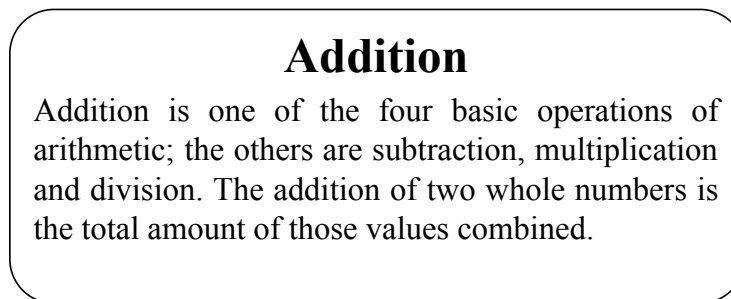 Addition
Addition is one of the four basic operations of
arithmetic; the others are subtraction, multiplication
and division. The addition of two whole numbers is
the total amount of those values combined.